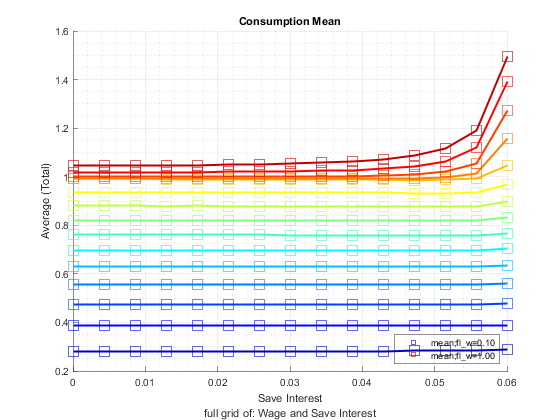 Consumption Mean
1.6
1.4
1.2
1
0.8
0.6
0.4
0.2
Average (Total)
mean;fl_w=0.10
mean;fl_w=1.00
0 0.01 0.02 0.03 0.04 0.05 0.06
Save Interest
full grid of: Wage and Save Interest